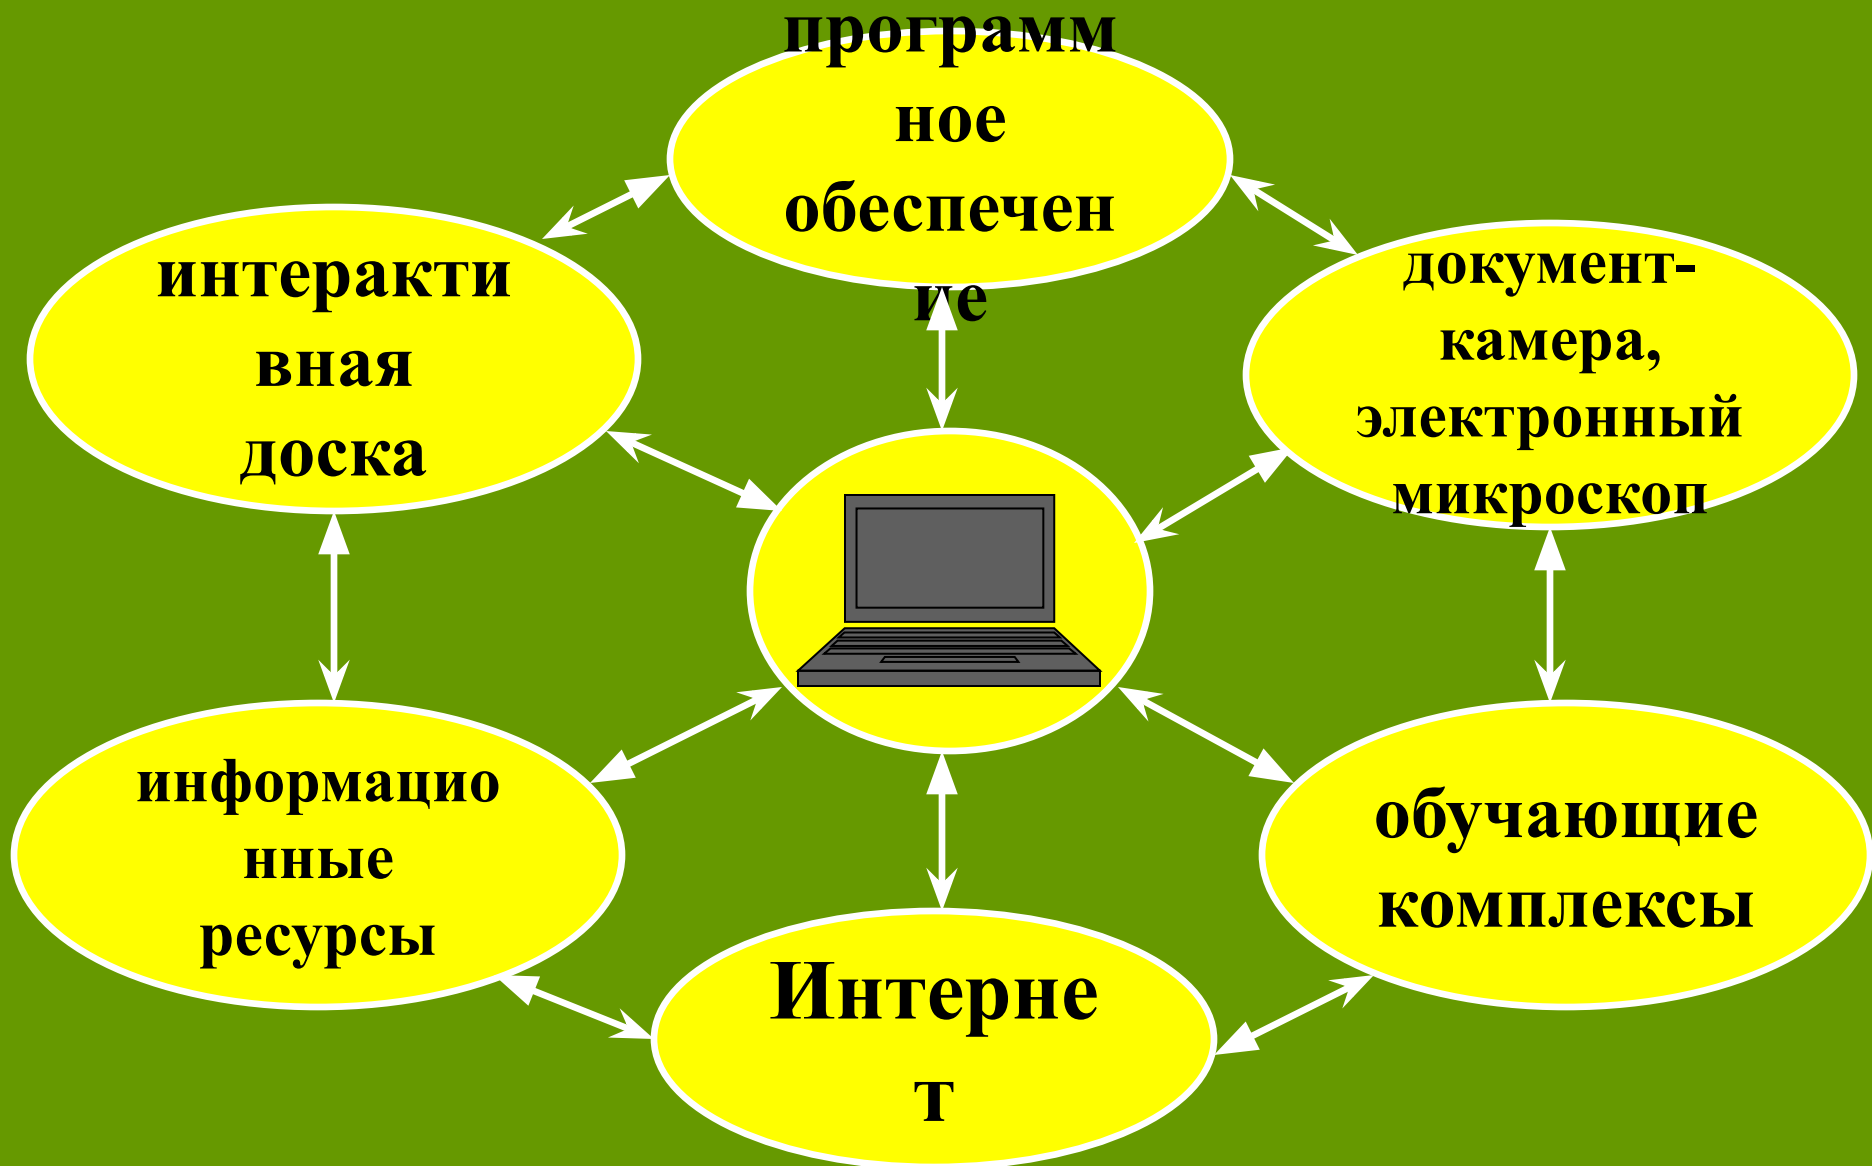 программ
ное
обеспечен
ие
интеракти
вная
доска
документ-
камера,
электронный
микроскоп
информацио
нные
ресурсы
обучающие
комплексы
Интерне
т